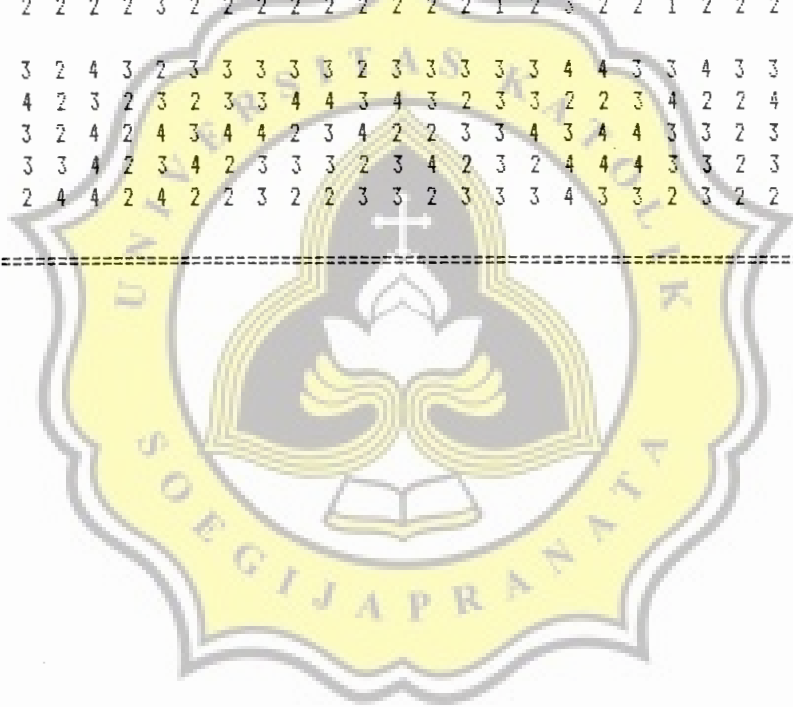 2 2 2 2 3 2 2 2 2 2 2 2 2 1 2 3 2 2 1 2 2 2
3 2 4 3 2 3 3 3 3 3 2 3 3 3 3 3 4 4 3 3 4 3 3
4 2 3 2 3 2 3 3 4 4 3 4 3 2 3 3 2 2 3 4 2 2 4
3 2 4 2 4 3 4 4 2 3 4 2 2 3 3 4 3 4 4 3 3 2 3
3 3 4 2 3 4 2 3 3 3 2 3 4 2 3 2 4 4 4 3 3 2 3
2 4 4 2 4 2 2 3 2 2 3 3 2 3 3 3 4 3 3 2 3 2 2
UNIVERSITAS KATOLIK
SOEGIJAPRANATA